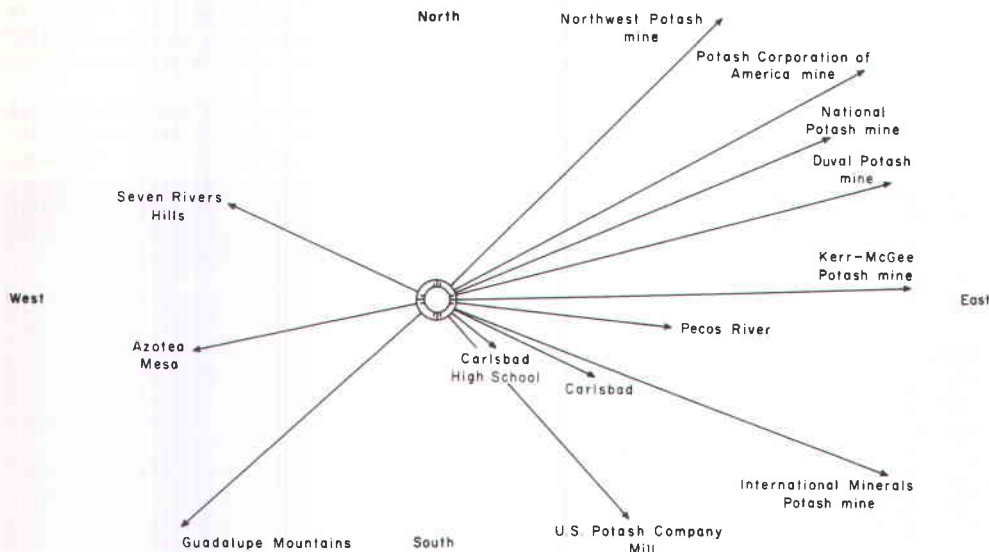 North
Northwest Potash
mine
Potash Corporation of
America mine
National
Potash mine
Duval Potash
mine
Seven Rivers
Hills
Kerr-McGee
Potash mine
West
East
Pecos River
Azotea
Mesa
Carlsbad
High School
Carlsbad
International Minerals
Potash mine
Guadalupe Mountains
South
U.S. Potash Company
Mill